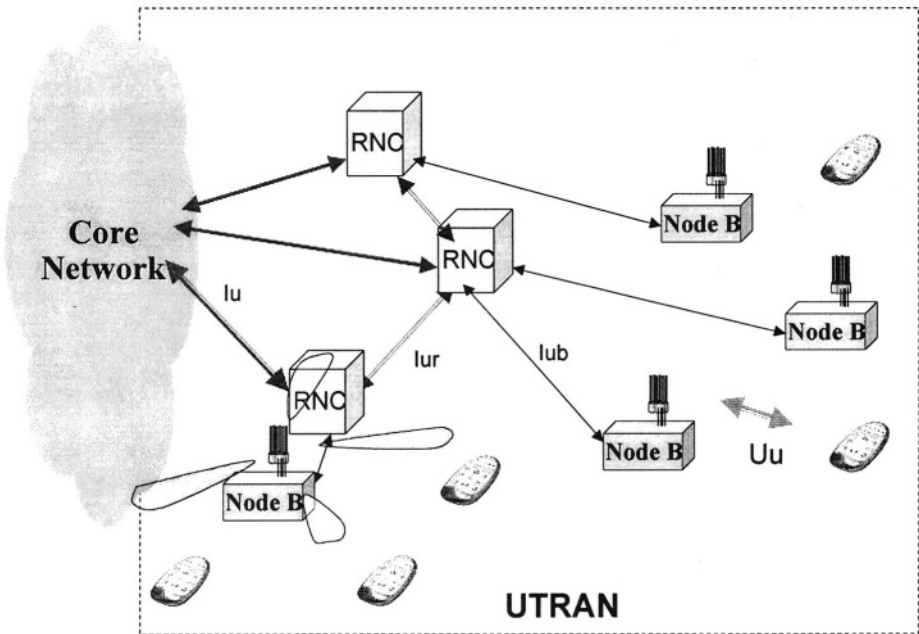 RNC
Node B
Core
Network
RNC
Iu
Node B
Iur
Iub
RNC
Node B
Uu
Node B
UTRAN